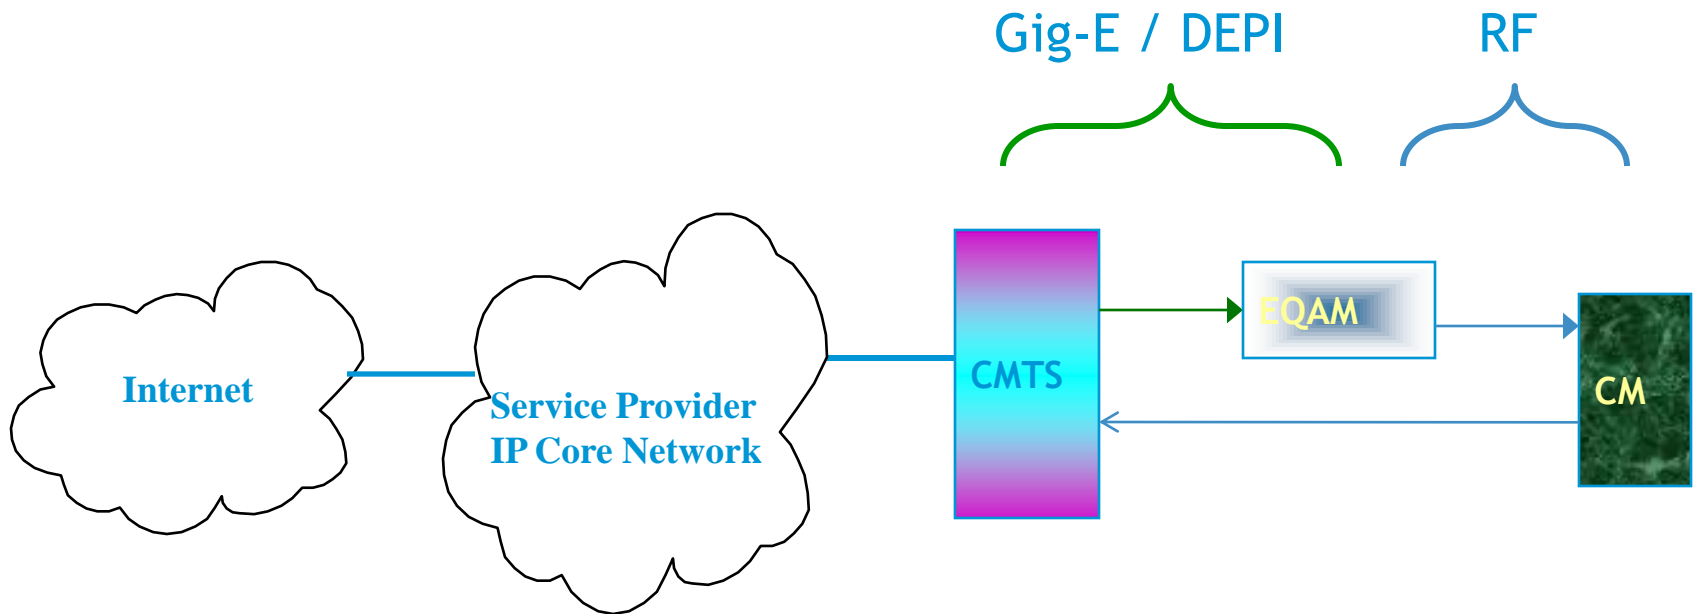 Gig-E / DEPI
RF
Internet
Service Provider
IP Core Network
CMTS
EQAM
CM